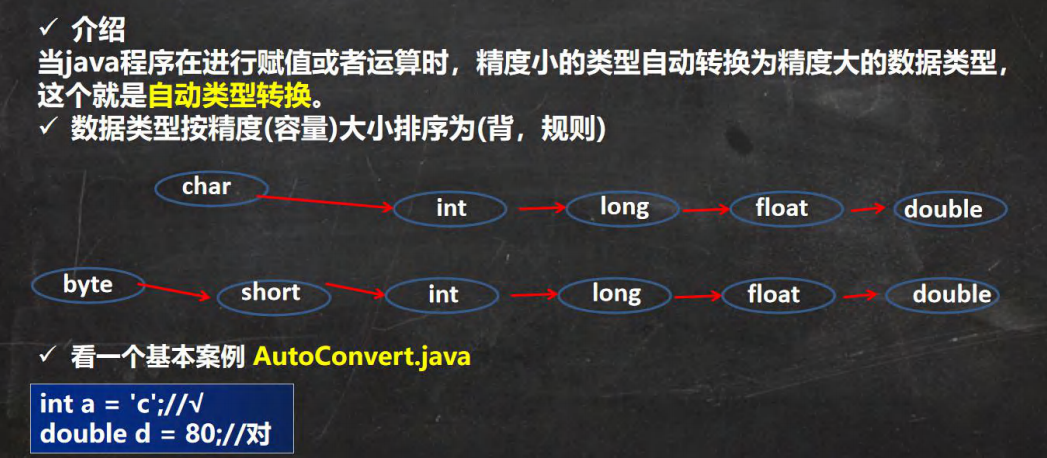 ✓ 介绍
当java程序在进行赋值或者运算时，精度小的类型自动转换为精度大的数据类型，
这个就是自动类型转换。
✓ 数据类型按精度(容量)大小排序为(背，规则)
char int long float double
byte short int long float double
✓ 看一个基本案例 AutoConvert.java
int a = 'c';//√
double d = 80;//对